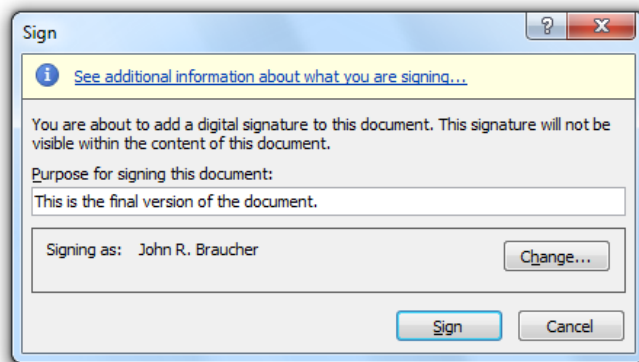 Sign
?
See additional information about what you are signing...
You are about to add a digital signature to this document. This signature will not be
visible within the content of this document.
Purpose for signing this document:
This is the final version of the document.
Signing as: John R. Braucher
Change...
Sign Cancel